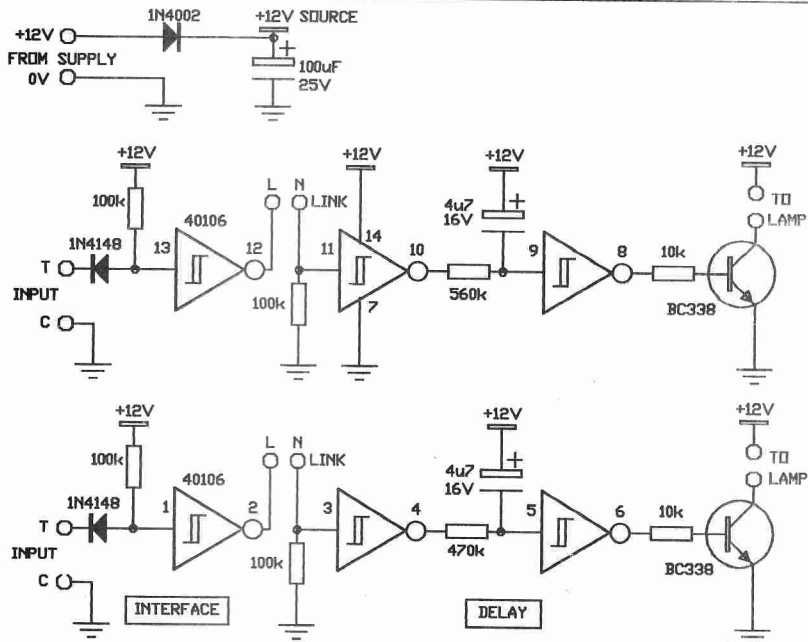 1N4002
+12V SOURCE
+12V
FROM SUPPLY
0V
+
100uF
25V
+12V
+12V
+12V
+12V
100k
L
N
LINK
40106
4u7
16V
+
TO
LAMP
1N4148
T
13
12
11
14
10
9
8
10k
INPUT
100k
7
560k
BC338
C
+12V
+12V
+12V
100k
L
N
LINK
40106
4u7
16V
+
TO
LAMP
1N4148
T
1
2
3
4
5
6
10k
INPUT
100k
470k
BC338
C
INTERFACE
DELAY